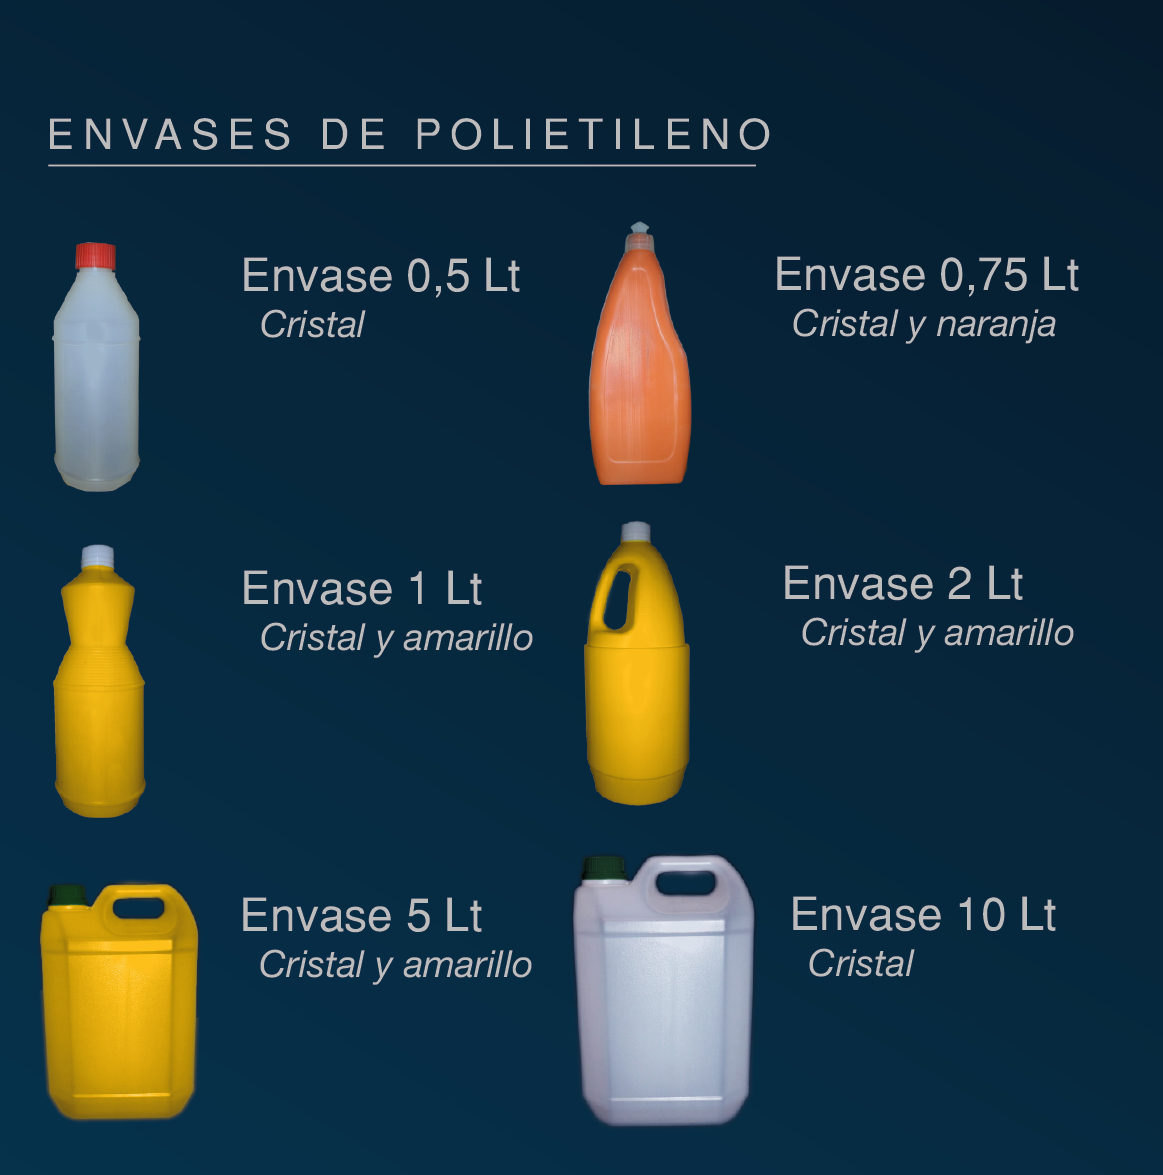 ENVASES DE POLIETILENO
Envase 0,5 Lt
Cristal
Envase 0,75 Lt
Cristal y naranja
Envase 1 Lt
Cristal y amarillo
Envase 2 Lt
Cristal y amarillo
Envase 5 Lt
Cristal y amarillo
Envase 10 Lt
Cristal